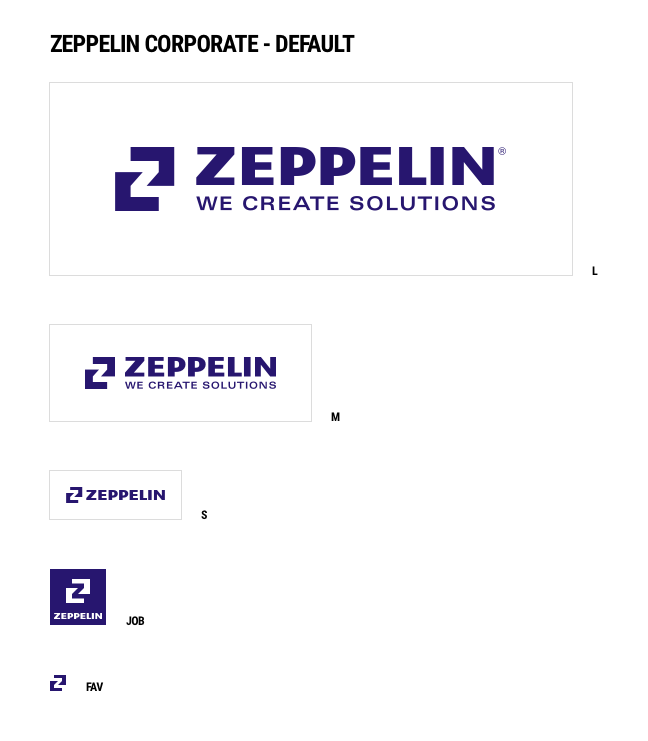 ZEPPELIN CORPORATE - DEFAULT
ZEPPELIN®
WE CREATE SOLUTIONS
L
ZEPPELIN
WE CREATE SOLUTIONS
M
ZEPPELIN
S
ZEPPELIN
JOB
FAV